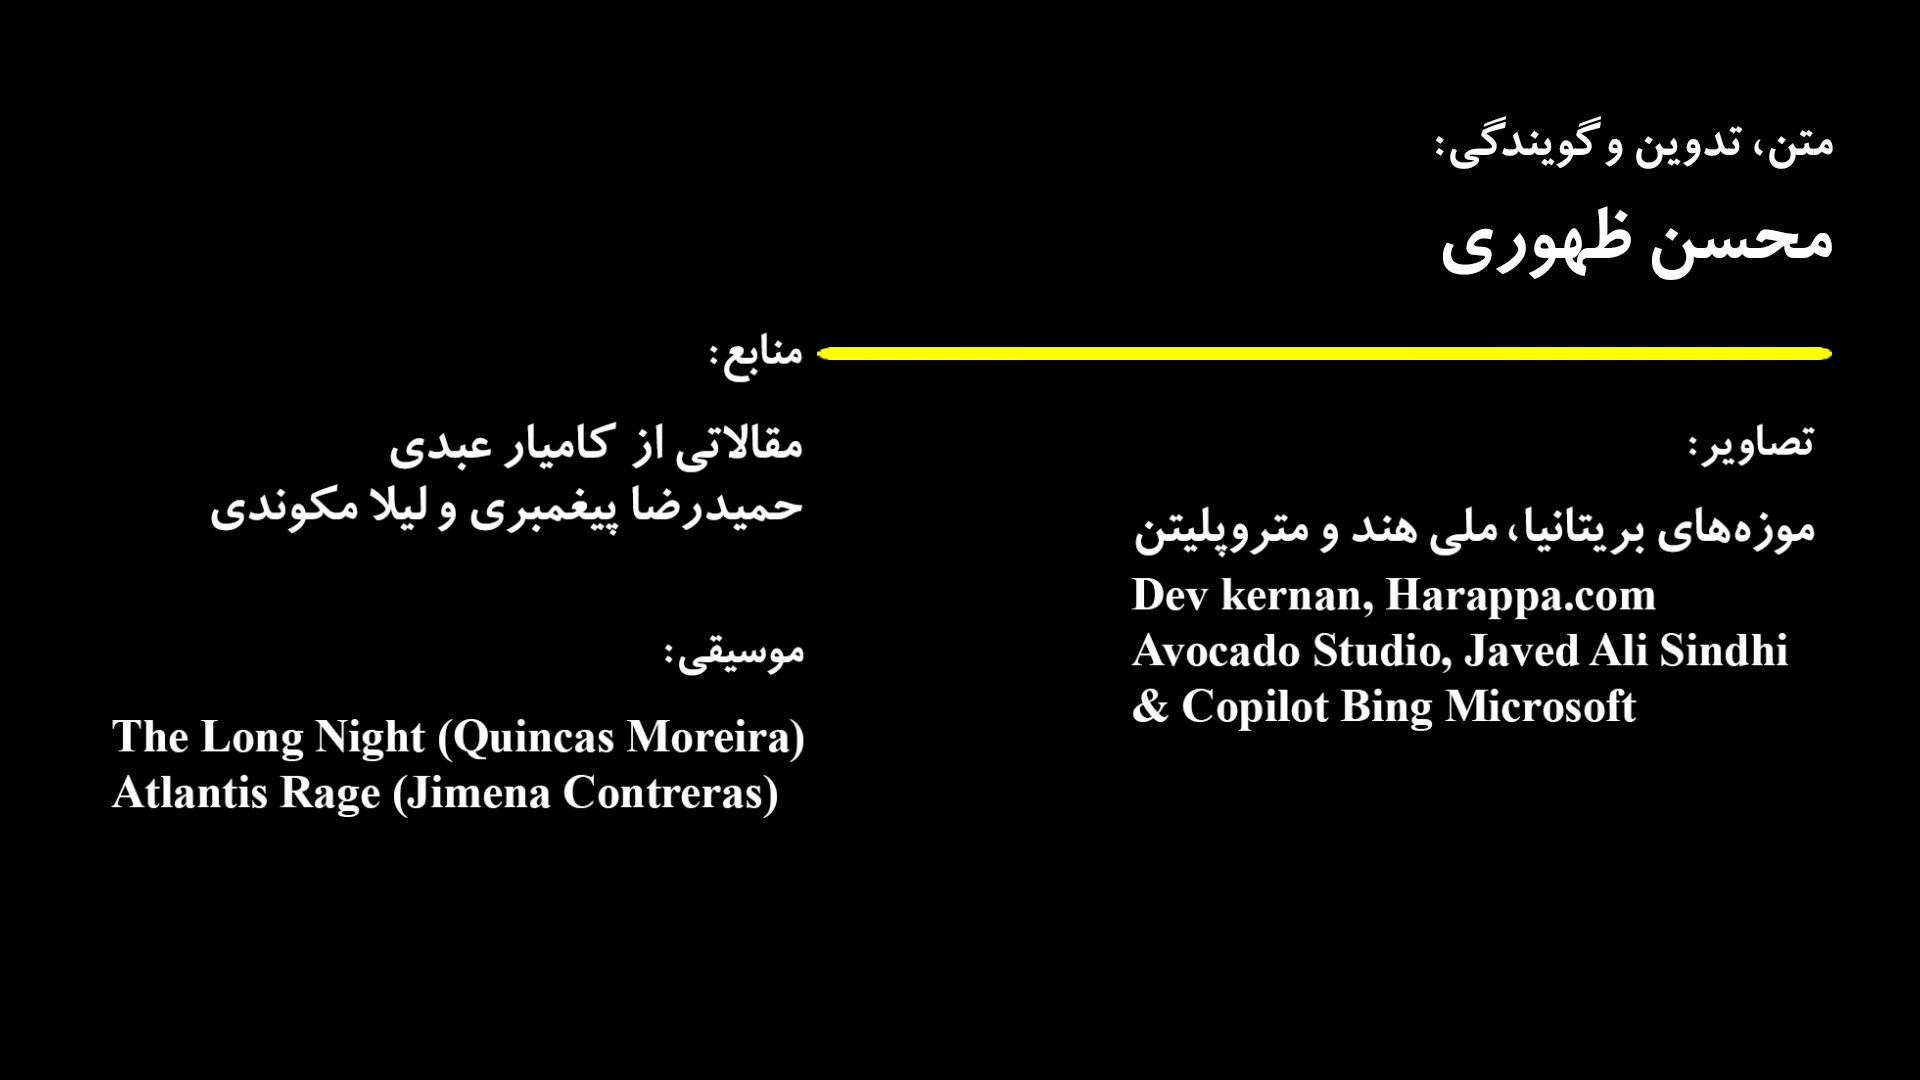 متن، تدوین و گویندگی:
محسن ظهوری
تصاویر:
موزه‌های بریتانیا، ملی هند و متروپلیتن
Dev kernan, Harappa.com
Avocado Studio, Javed Ali Sindhi
& Copilot Bing Microsoft
منابع:
مقالاتی از کامیار عبدی
حمیدرضا پیغمبری و لیلا مکوندی
موسیقی:
The Long Night (Quincas Moreira)
Atlantis Rage (Jimena Contreras)